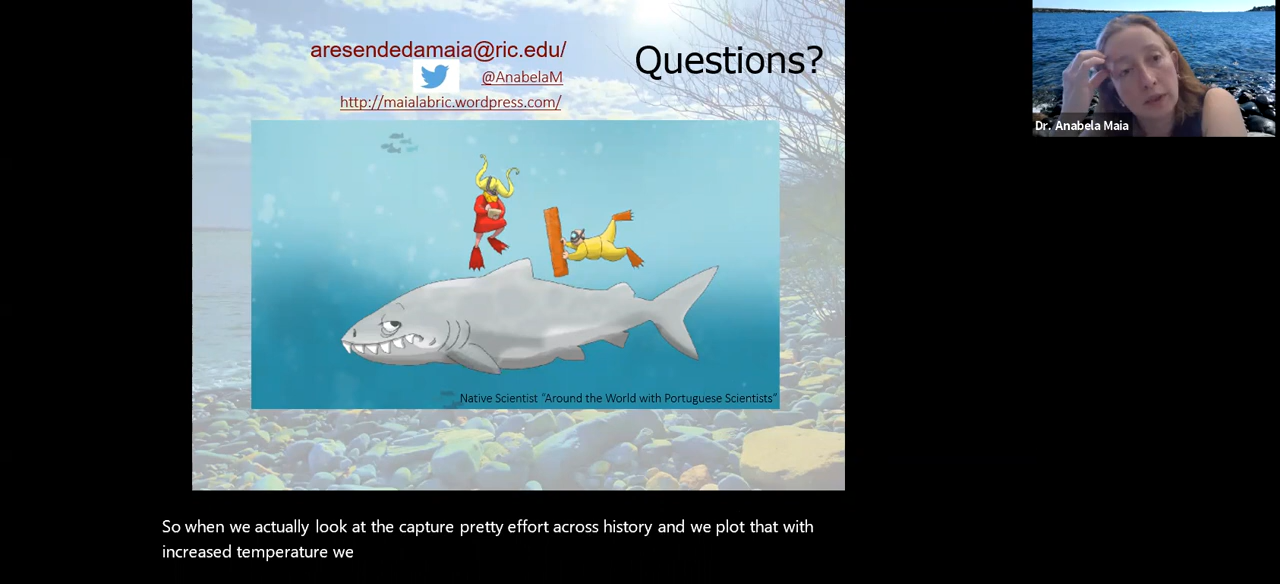 aresendedamaia@ric.edu/
Questions?
@AnabelaM
http://maialabric.wordpress.com/
Dr. Anabela Maia
Native Scientist "Around the World with Portuguese Scientists"
So when we actually look at the capture pretty effort across history and we plot that with
increased temperature we